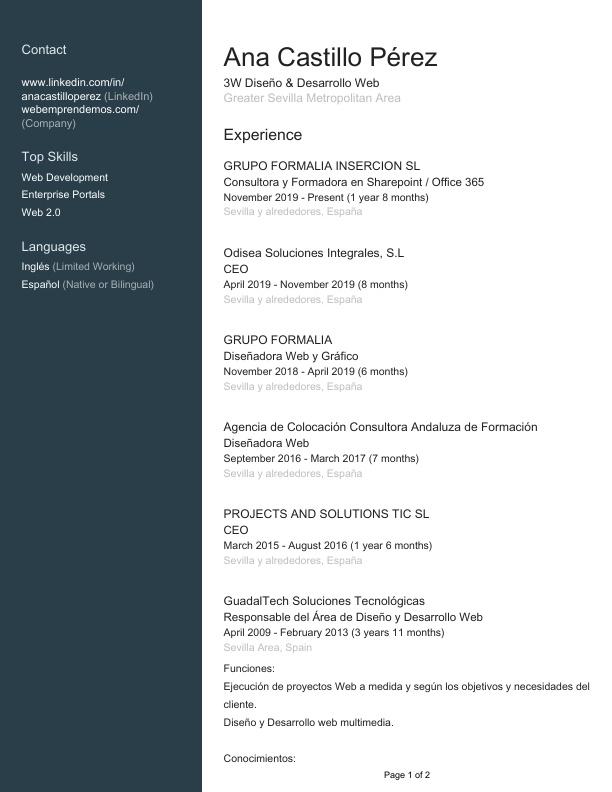 Contact
www.linkedin.com/in/
anacastilloperez (LinkedIn)
webemprendemos.com/
(Company)
Top Skills
Web Development
Enterprise Portals
Web 2.0
Languages
Inglés (Limited Working)
Español (Native or Bilingual)
Ana Castillo Pérez
3W Diseño & Desarrollo Web
Greater Sevilla Metropolitan Area
Experience
GRUPO FORMALIA INSERCION SL
Consultora y Formadora en Sharepoint / Office 365
November 2019 - Present (1 year 8 months)
Sevilla y alrededores, España
Odisea Soluciones Integrales, S.L
CEO
April 2019 - November 2019 (8 months)
Sevilla y alrededores, España
GRUPO FORMALIA
Diseñadora Web y Gráfico
November 2018 - April 2019 (6 months)
Sevilla y alrededores, España
Agencia de Colocación Consultora Andaluza de Formación
Diseñadora Web
September 2016 - March 2017 (7 months)
Sevilla y alrededores, España
PROJECTS AND SOLUTIONS TIC SL
CEO
March 2015 - August 2016 (1 year 6 months)
Sevilla y alrededores, España
GuadalTech Soluciones Tecnológicas
Responsable del Área de Diseño y Desarrollo Web
April 2009 - February 2013 (3 years 11 months)
Sevilla Area, Spain
Funciones:
Ejecución de proyectos Web a medida y según los objetivos y necesidades del
cliente.
Diseño y Desarrollo web multimedia.
Conocimientos:
Page 1 of 2